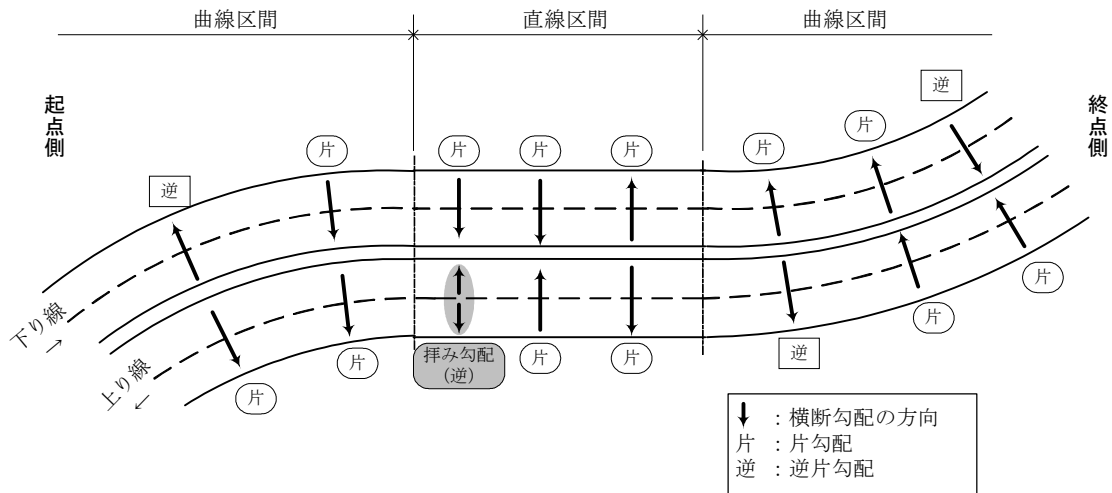 曲線区間
直線区間
曲線区間
起点側
終点側
逆
片
片
片
片
片
片
逆
下り線
→
上り線
←
片
片
拝み勾配
(逆)
片
片
逆
片
片
：横断勾配の方向
片 ：片勾配
逆 ：逆片勾配